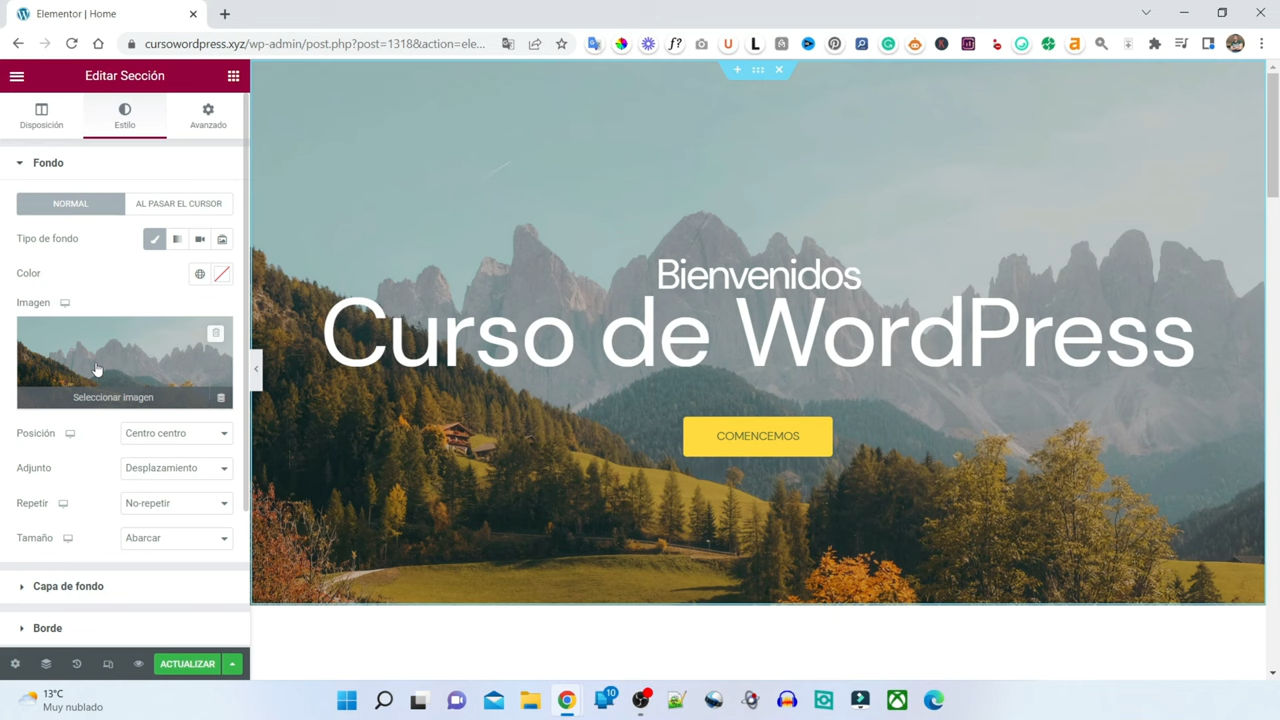 Elementor | Home
cursowordpress.xyz/wp-admin/post.php?post=1318&action=ele...
Editar Sección
Disposición
Estilo
Avanzado
Fondo
NORMAL
AL PASAR EL CURSOR
Tipo de fondo
Color
Imagen
Seleccionar imagen
Posición
Centro centro
Adjunto
Desplazamiento
Repetir
No-repetir
Tamaño
Abarcar
Capa de fondo
Borde
ACTUALIZAR
Bienvenidos
Curso de WordPress
COMENCEMOS
13°C
Muy nublado
10